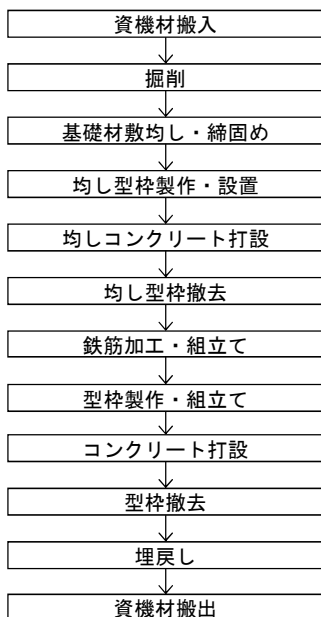 資機材搬入
掘削
基礎材敷均し・締固め
均し型枠製作・設置
均しコンクリート打設
均し型枠撤去
鉄筋加工・組立て
型枠製作・組立て
コンクリート打設
型枠撤去
埋戻し
資機材搬出